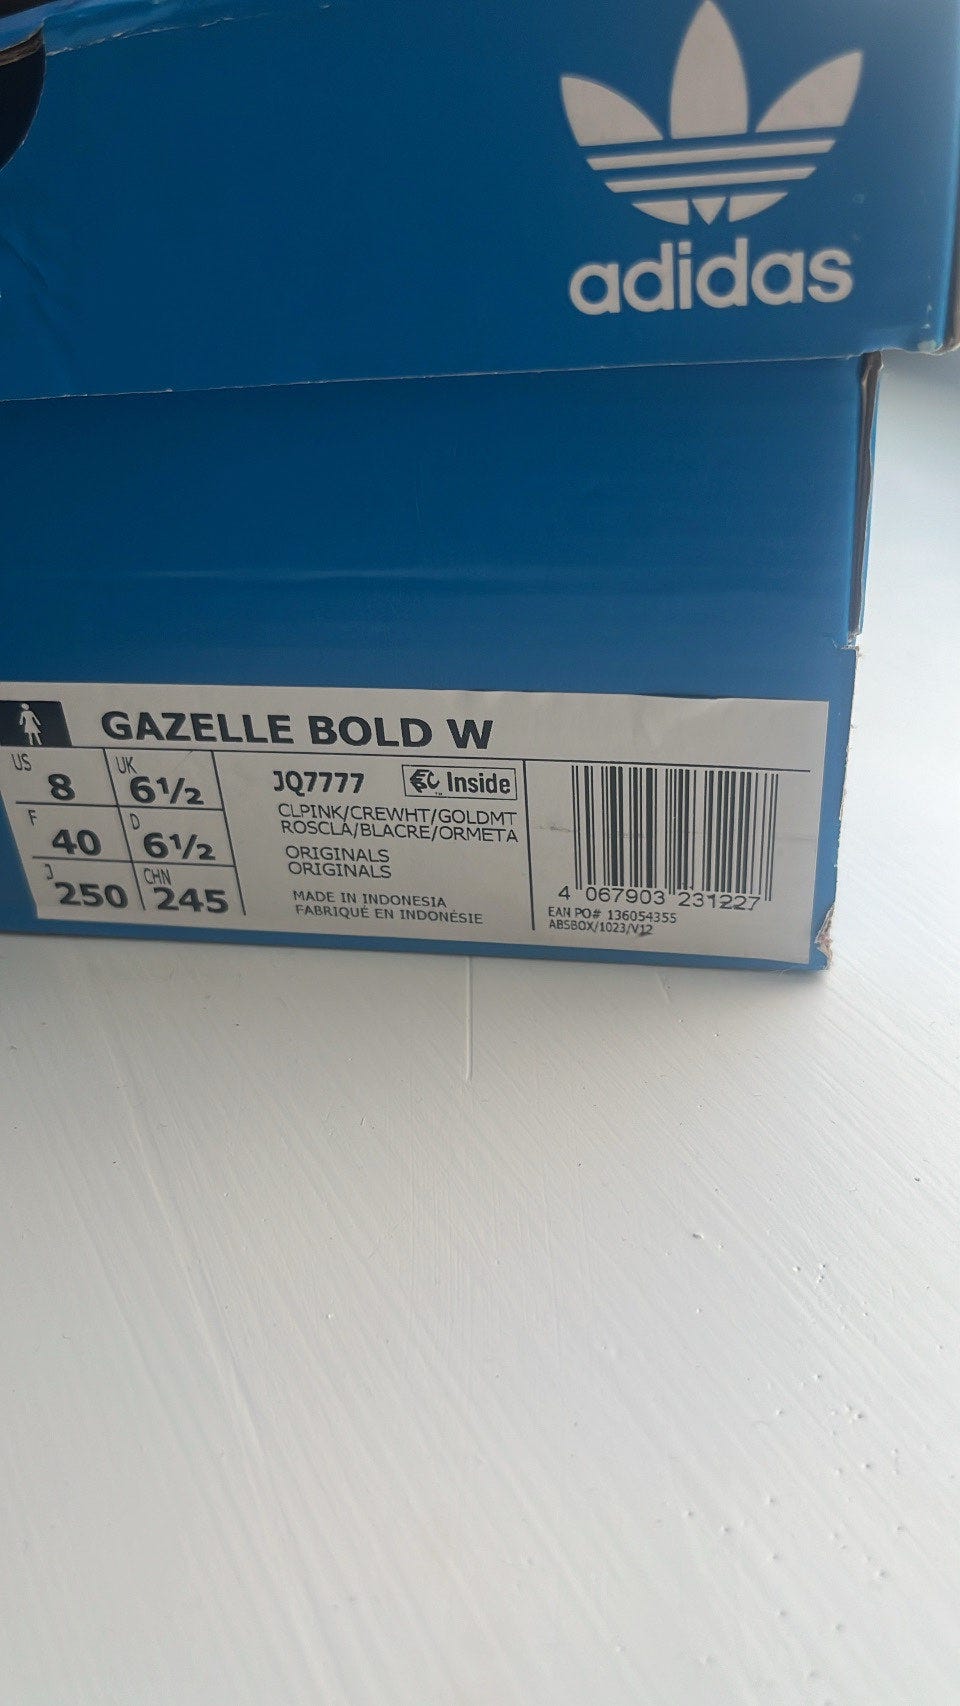 adidas
GAZELLE BOLD W
US 8 UK 6½
F 40 D 6½
J 250 CHN 245
JQ7777 EC Inside
CLPINK/CREWHT/GOLDMT
ROSCLA/BLACRE/ORMETA
ORIGINALS
ORIGINALS
MADE IN INDONESIA
FABRIQUÉ EN INDONÉSIE
4 067903 231227
EAN PO# 136054355
ABSBOX/1023/V12